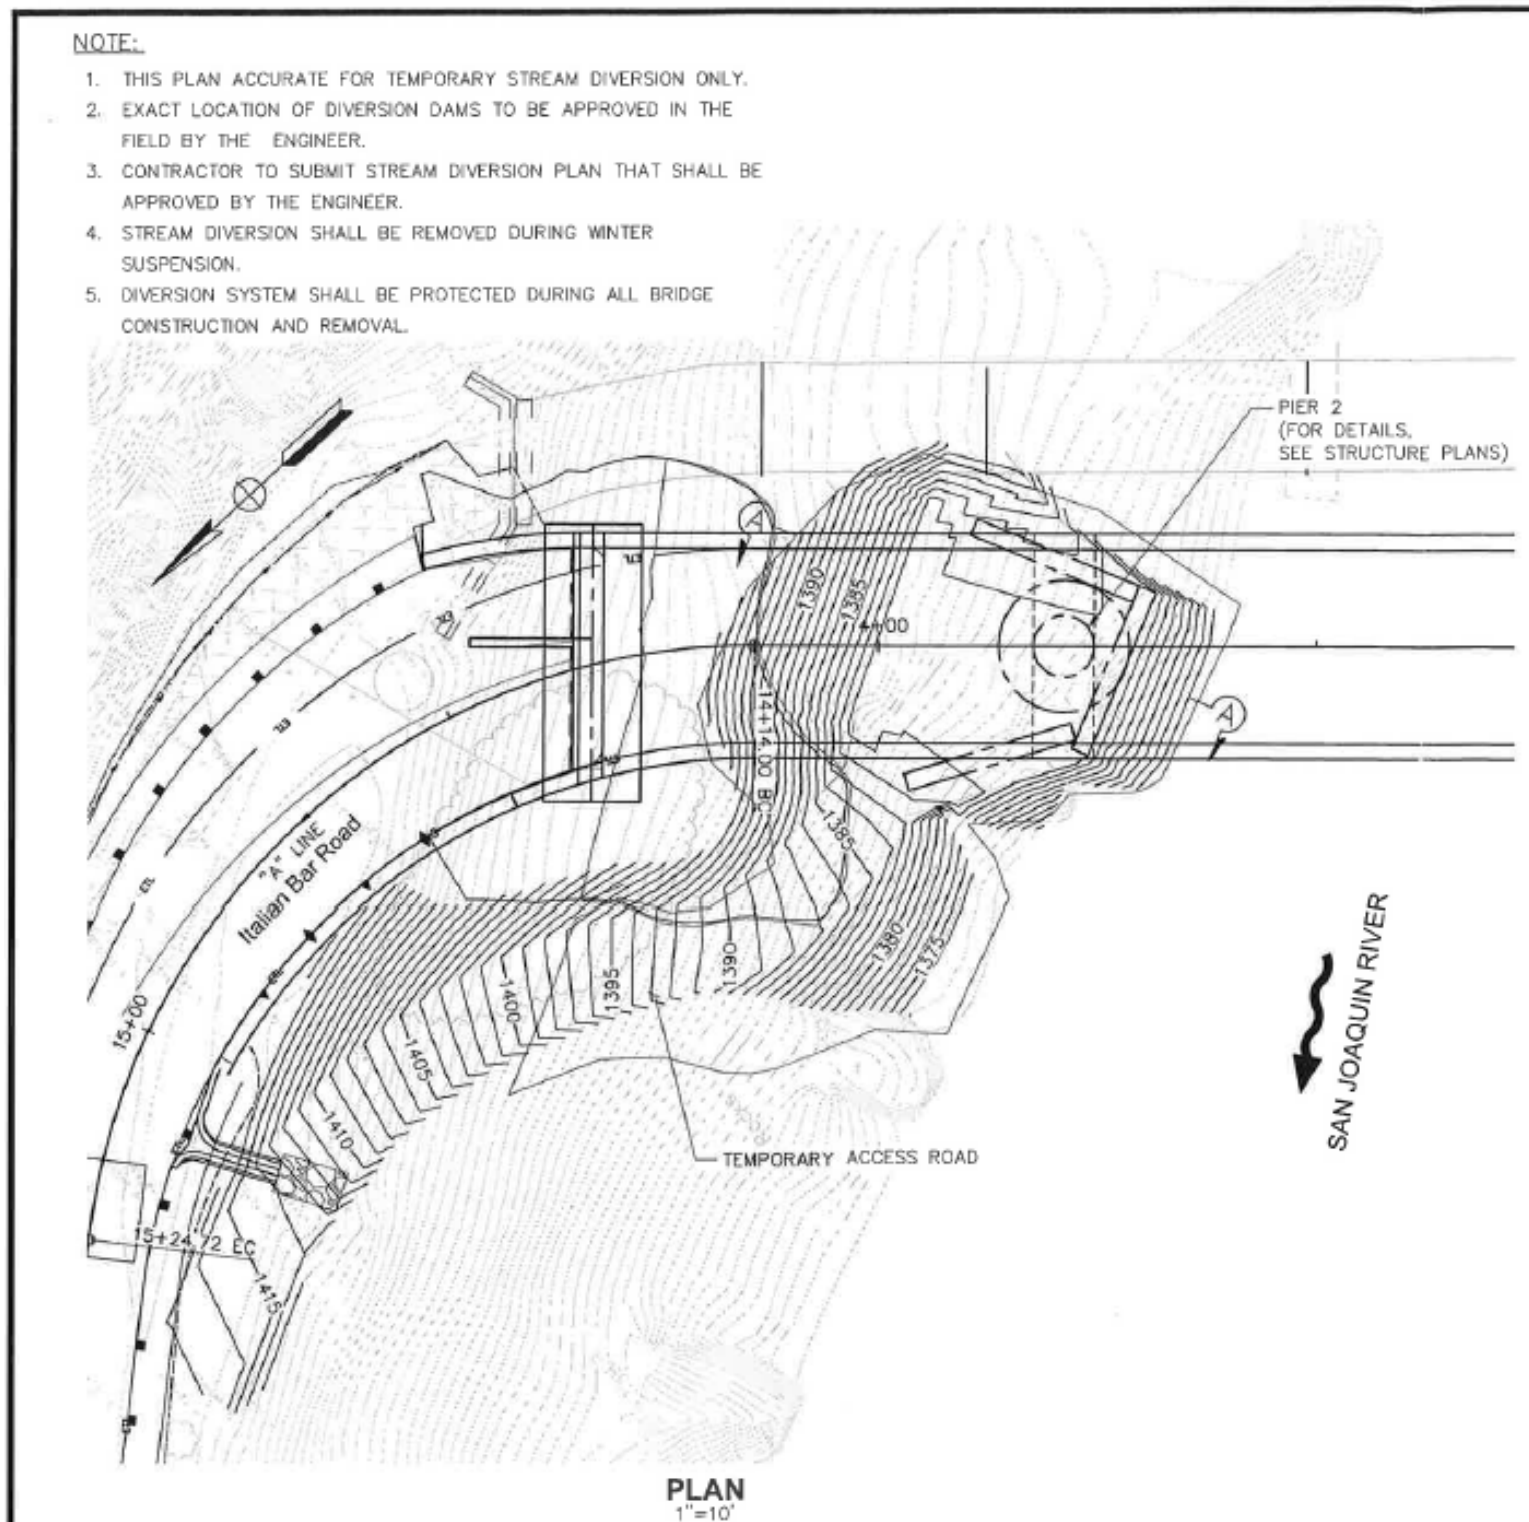 NOTE:
1. THIS PLAN ACCURATE FOR TEMPORARY STREAM DIVERSION ONLY.
2. EXACT LOCATION OF DIVERSION DAMS TO BE APPROVED IN THE
FIELD BY THE ENGINEER.
3. CONTRACTOR TO SUBMIT STREAM DIVERSION PLAN THAT SHALL BE
APPROVED BY THE ENGINEER.
4. STREAM DIVERSION SHALL BE REMOVED DURING WINTER
SUSPENSION.
5. DIVERSION SYSTEM SHALL BE PROTECTED DURING ALL BRIDGE
CONSTRUCTION AND REMOVAL.
PIER 2
(FOR DETAILS,
SEE STRUCTURE PLANS)
A
1390
1385
4+00
14+14.00 BC
A
1385
"A" LINE
Italian Bar Road
1380
1375
1390
1395
1400
1405
1410
1415
15+00
15+24.72 EC
TEMPORARY ACCESS ROAD
SAN JOAQUIN RIVER
PLAN
1"=10'